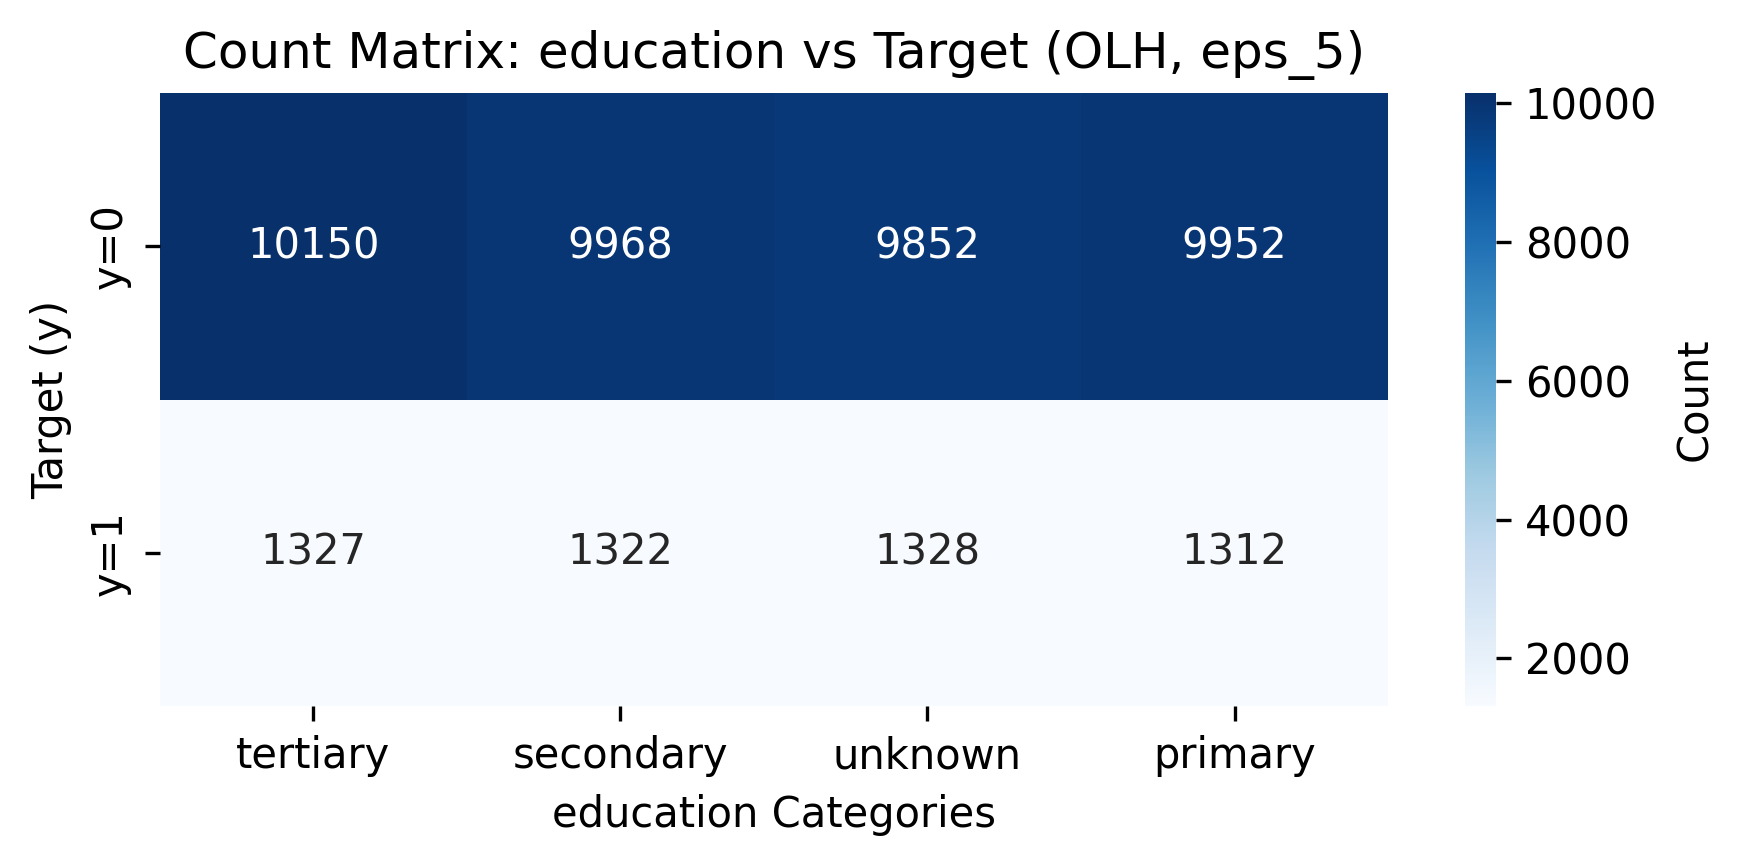 Count Matrix: education vs Target (OLH, eps_5)
Target (y)
y=0
10150 9968 9852 9952
y=1
1327 1322 1328 1312
tertiary secondary unknown primary
education Categories
10000
8000
6000
4000
2000
Count